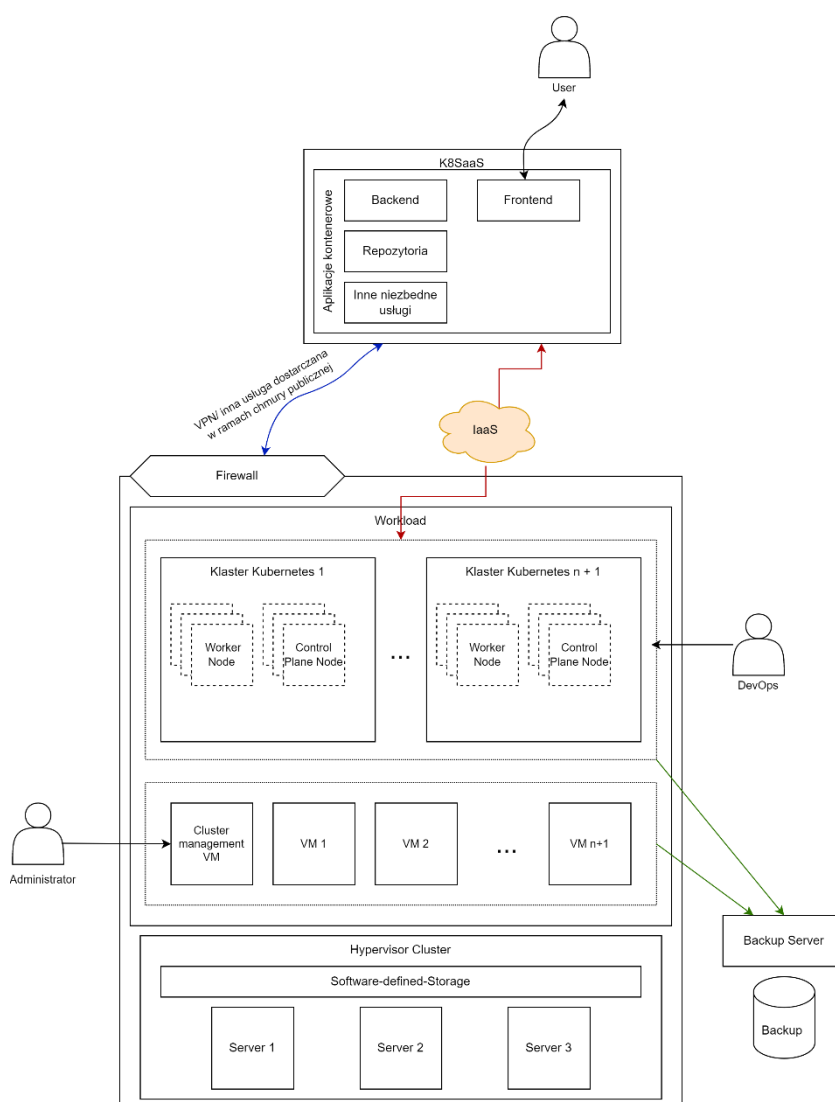 User
K8SaaS
Aplikacje kontenerowe
Backend
Frontend
Repozytoria
Inne niezbedne
usługi
VPN/ inna usługa dostarczana
w ramach chmury publicznej
IaaS
Firewall
Workload
Klaster Kubernetes 1
Worker
Node
Control
Plane Node
...
Klaster Kubernetes n + 1
Worker
Node
Control
Plane Node
DevOps
Administrator
Cluster
management
VM
VM 1
VM 2
...
VM n+1
Backup Server
Backup
Hypervisor Cluster
Software-defined-Storage
Server 1
Server 2
Server 3